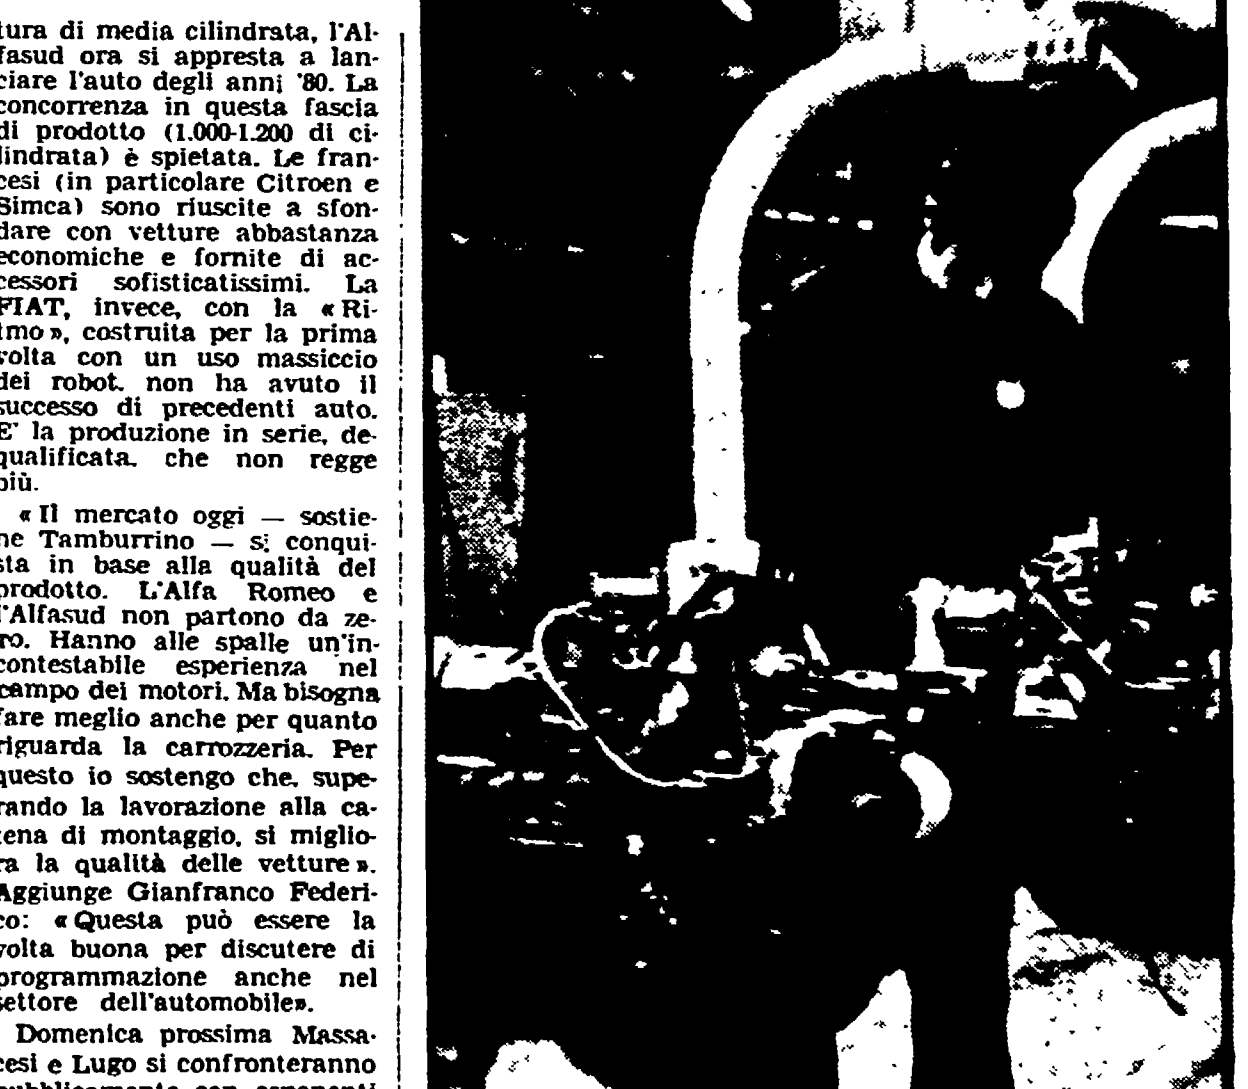 tura di media cilindrata, l'Al-
fasud ora si appresta a lan-
ciare l'auto degli anni '80. La
concorrenza in questa fascia
di prodotto (1.000-1.200 di ci-
lindrata) è spietata. Le fran-
cesi (in particolare Citroen e
Simca) sono riuscite a sfon-
dare con vetture abbastanza
economiche e fornite di ac-
cessori sofisticatissimi. La
FIAT, invece, con la « Ri-
tmo », costruita per la prima
volta con un uso massiccio
dei robot. non ha avuto il
successo di precedenti auto.
E' la produzione in serie, de-
qualificata. che non regge
più.
« Il mercato oggi — sostie-
ne Tamburrino — si conqui-
sta in base alla qualità del
prodotto. L'Alfa Romeo e
l'Alfasud non partono da ze-
ro. Hanno alle spalle un'in-
contestabile esperienza nel
campo dei motori. Ma bisogna
fare meglio anche per quanto
riguarda la carrozzeria. Per
questo io sostengo che, supe-
rando la lavorazione alla ca-
tena di montaggio, si miglio-
ra la qualità delle vetture ».
Aggiunge Gianfranco Federi-
co: « Questa può essere la
volta buona per discutere di
programmazione anche nel
settore dell'automobile».
Domenica prossima Massa-
cesi e Lugo si confronteranno
pubblicamente con esponenti